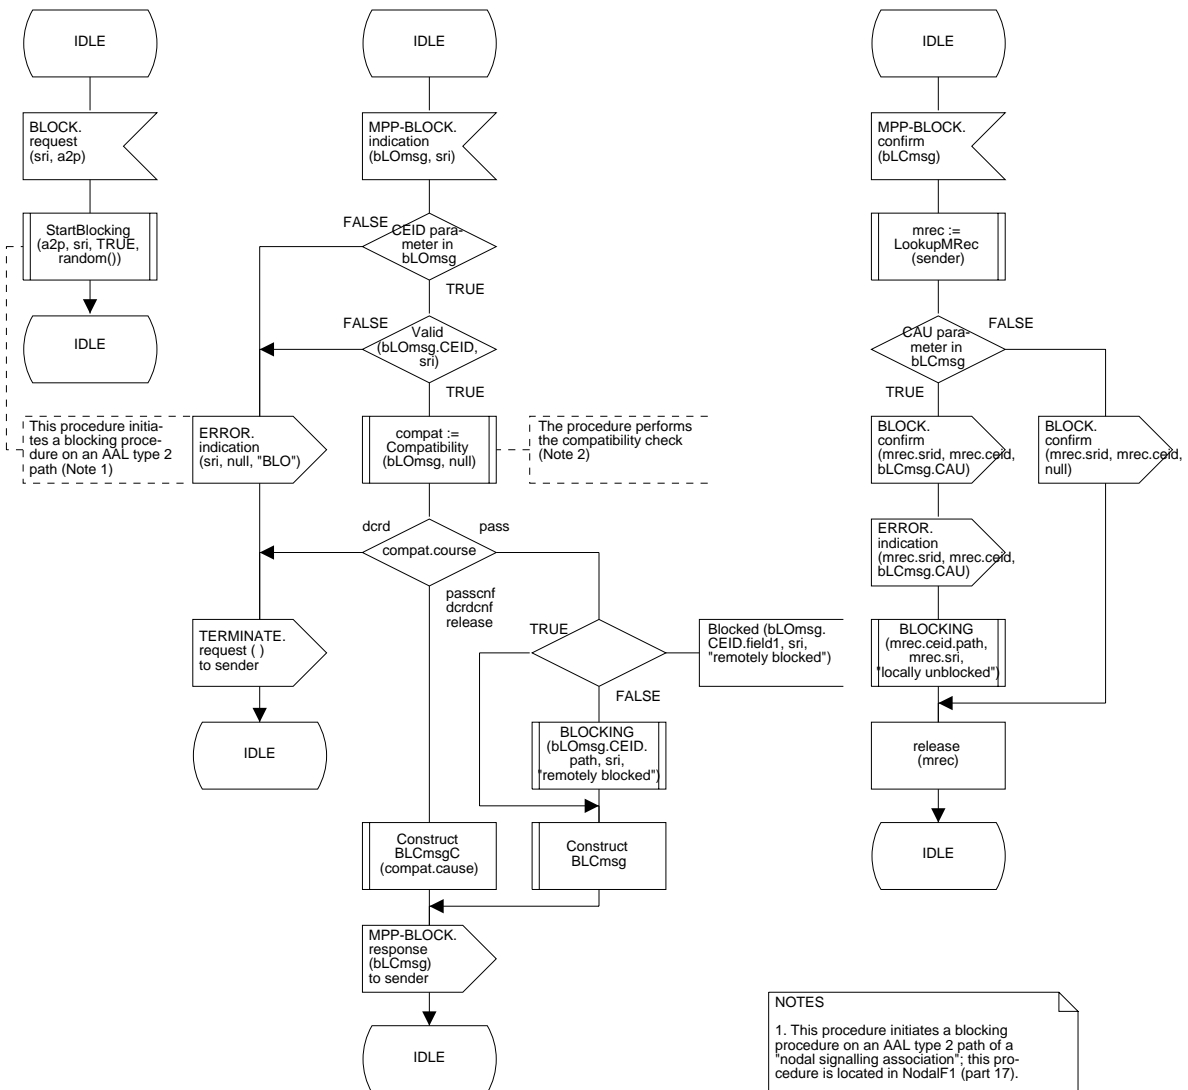 IDLE
BLOCK.
request
(sri, a2p)
StartBlocking
(a2p, sri, TRUE,
random())
IDLE
This procedure initia-
tes a blocking proce-
dure on an AAL type 2
path (Note 1)
IDLE
MPP-BLOCK.
indication
(bLOmsg, sri)
FALSE
CEID para-
meter in
bLOmsg
TRUE
FALSE
Valid
(bLOmsg.CEID,
sri)
TRUE
ERROR.
indication
(sri, null, "BLO")
compat :=
Compatibility
(bLOmsg, null)
The procedure performs
the compatibility check
(Note 2)
dcrd
pass
compat.course
passcnf
dcrdcnf
release
TERMINATE.
request ( )
to sender
IDLE
TRUE
Blocked (bLOmsg.
CEID.field1, sri,
"remotely blocked")
FALSE
BLOCKING
(bLOmsg.CEID.
path, sri,
"remotely blocked")
Construct
BLCmsgC
(compat.cause)
Construct
BLCmsg
MPP-BLOCK.
response
(bLCmsg)
to sender
IDLE
IDLE
MPP-BLOCK.
confirm
(bLCmsg)
mrec :=
LookupMRec
(sender)
CAU para-
meter in
bLCmsg
FALSE
TRUE
BLOCK.
confirm
(mrec.srid, mrec.ceid,
bLCmsg.CAU)
BLOCK.
confirm
(mrec.srid, mrec.ceid,
null)
ERROR.
indication
(mrec.srid, mrec.ceid,
bLCmsg.CAU)
BLOCKING
(mrec.ceid.path,
mrec.sri,
"locally unblocked")
release
(mrec)
IDLE
NOTES
1. This procedure initiates a blocking
procedure on an AAL type 2 path of a
"nodal signalling association"; this pro-
cedure is located in NodalF1 (part 17).